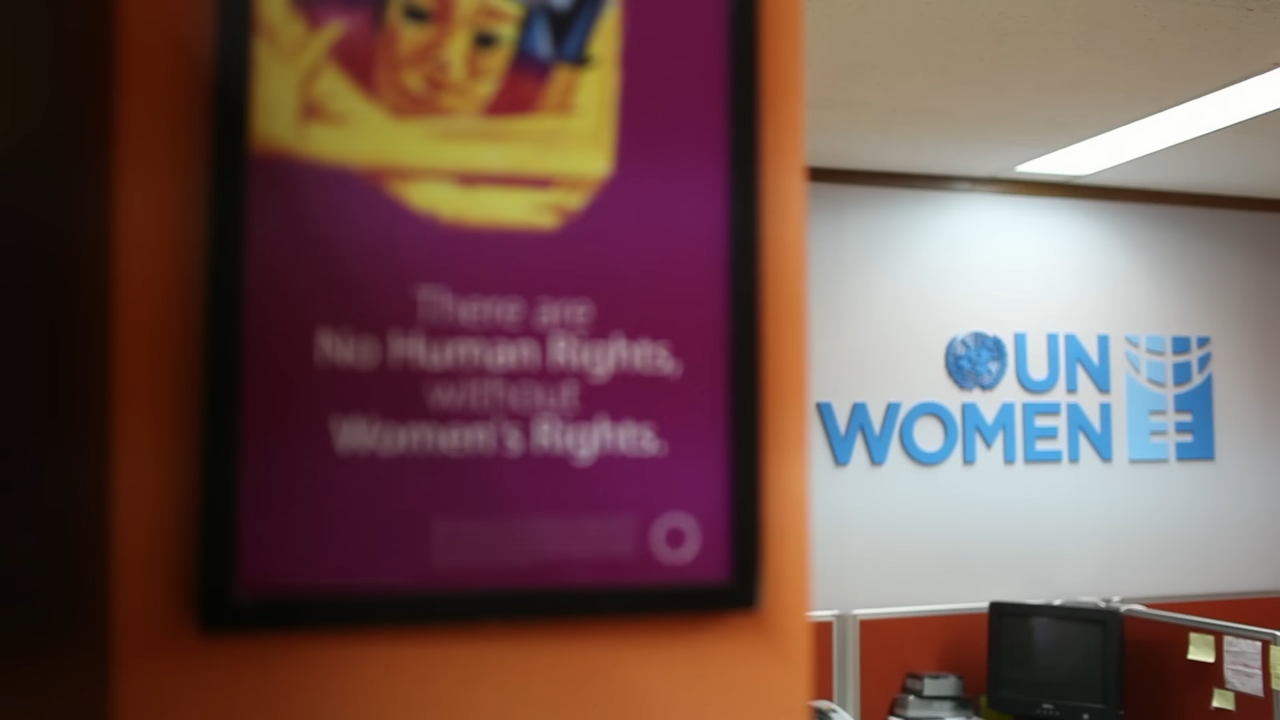 There are
No Human Rights,
without
Women's Rights.
UN
WOMEN